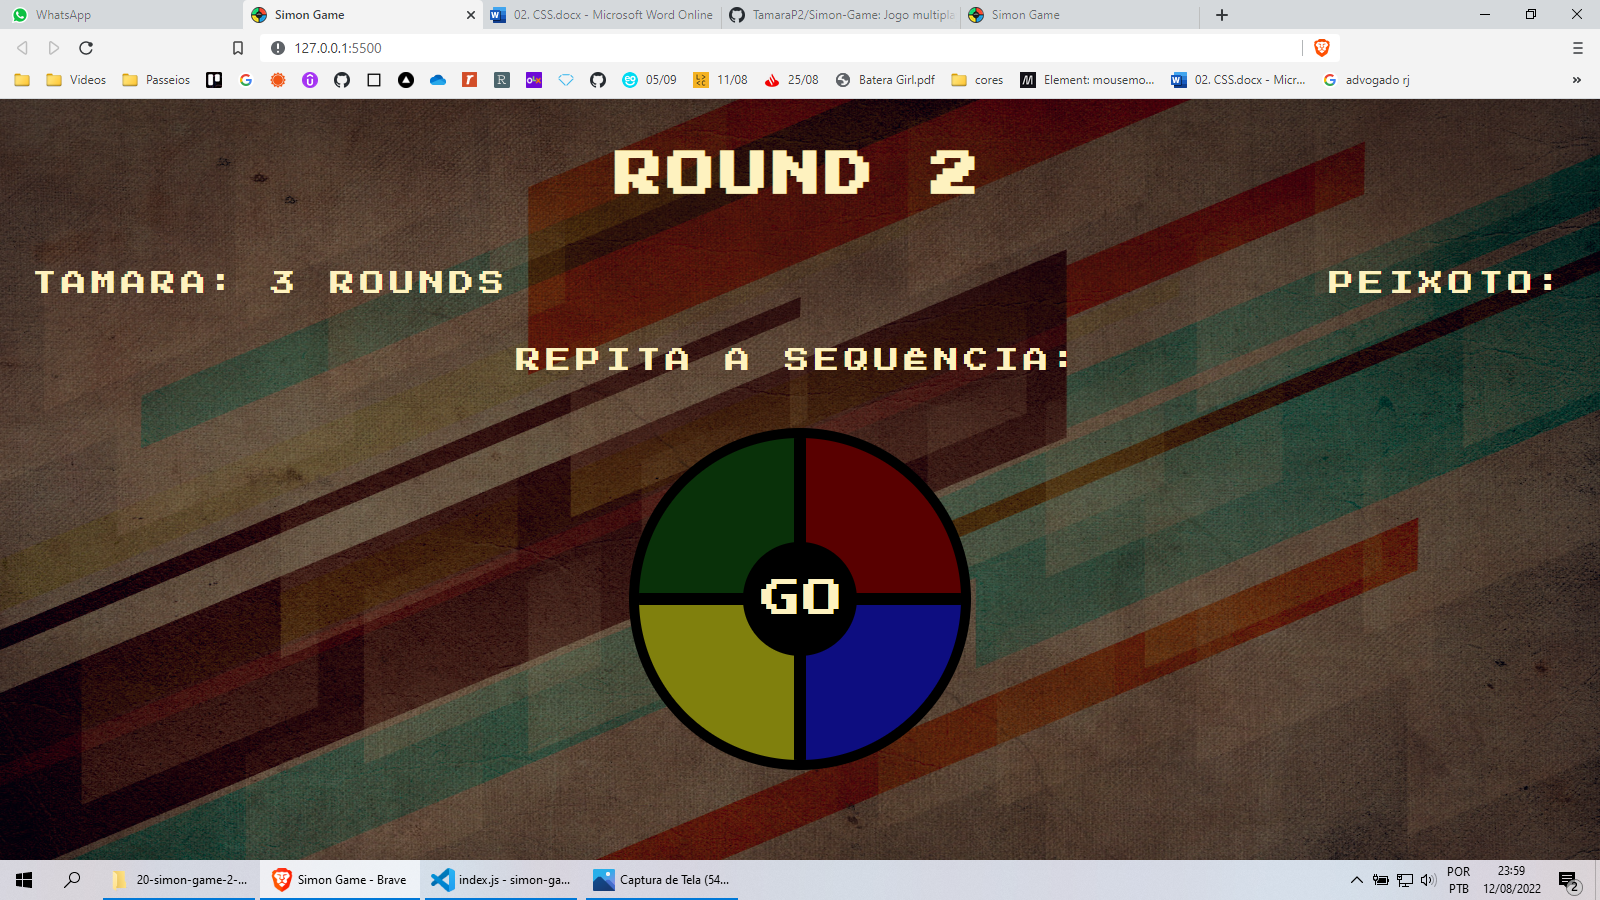 WhatsApp
Simon Game
02. CSS.docx - Microsoft Word Online
TamaraP2/Simon-Game: Jogo multipla
Simon Game
127.0.0.1:5500
Videos
Passeios
05/09
11/08
25/08
Batera Girl.pdf
cores
Element: mousemo...
02. CSS.docx - Micr...
advogado rj
ROUND 2
TAMARA: 3 ROUNDS
PEIXOTO:
REPITA A SEQUÊNCIA:
GO
20-simon-game-2-...
Simon Game - Brave
index.js - simon-ga...
Captura de Tela (54...
POR
PTB
23:59
12/08/2022
2